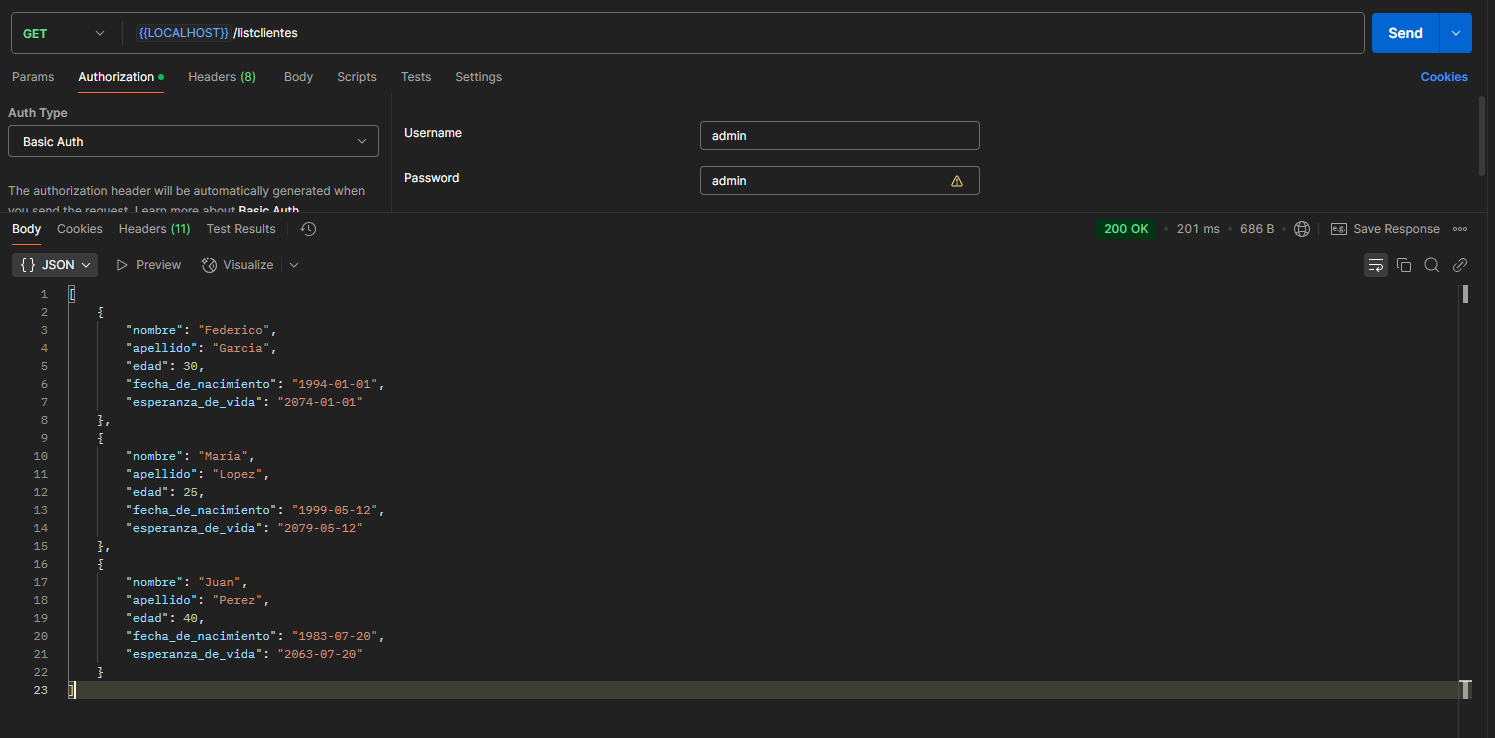 GET {{LOCALHOST}} /listclientes Send
Params Authorization Headers (8) Body Scripts Tests Settings Cookies
Auth Type
Basic Auth
The authorization header will be automatically generated when
you send the request. Learn more about Basic Auth
Username admin
Password admin
Body Cookies Headers (11) Test Results 200 OK • 201 ms • 686 B • e.g. Save Response
{} JSON Preview Visualize
1 [
2 {
3 "nombre": "Federico",
4 "apellido": "Garcia",
5 "edad": 30,
6 "fecha_de_nacimiento": "1994-01-01",
7 "esperanza_de_vida": "2074-01-01"
8 },
9 {
10 "nombre": "Maria",
11 "apellido": "Lopez",
12 "edad": 25,
13 "fecha_de_nacimiento": "1999-05-12",
14 "esperanza_de_vida": "2079-05-12"
15 },
16 {
17 "nombre": "Juan",
18 "apellido": "Perez",
19 "edad": 40,
20 "fecha_de_nacimiento": "1983-07-20",
21 "esperanza_de_vida": "2063-07-20"
22 }
23 ]